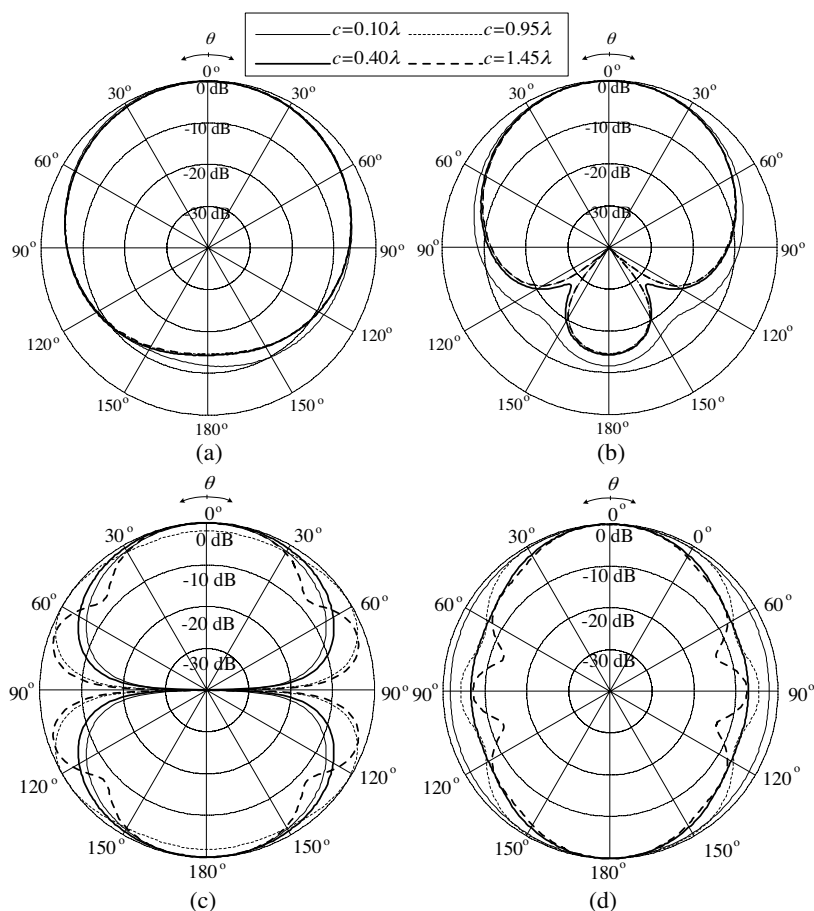 c=0.10λ c=0.95λ
c=0.40λ c=1.45λ
θ θ
0° 0°
30° 0 dB 30° 30° 0 dB 30°
-10 dB -10 dB
60° -20 dB 60° 60° -20 dB 60°
-30 dB -30 dB
90° 90° 90° 90°
120° 120° 120° 120°
150° 150° 150° 150°
180° 180°
(a) (b)
θ θ
0° 0°
30° 0 dB 30° 30° 0 dB 0°
-10 dB -10 dB
60° -20 dB 60° 60° -20 dB 60°
-30 dB -30 dB
90° 90° 90° 90°
120° 120° 120° 120°
150° 150° 150° 150°
180° 180°
(c) (d)